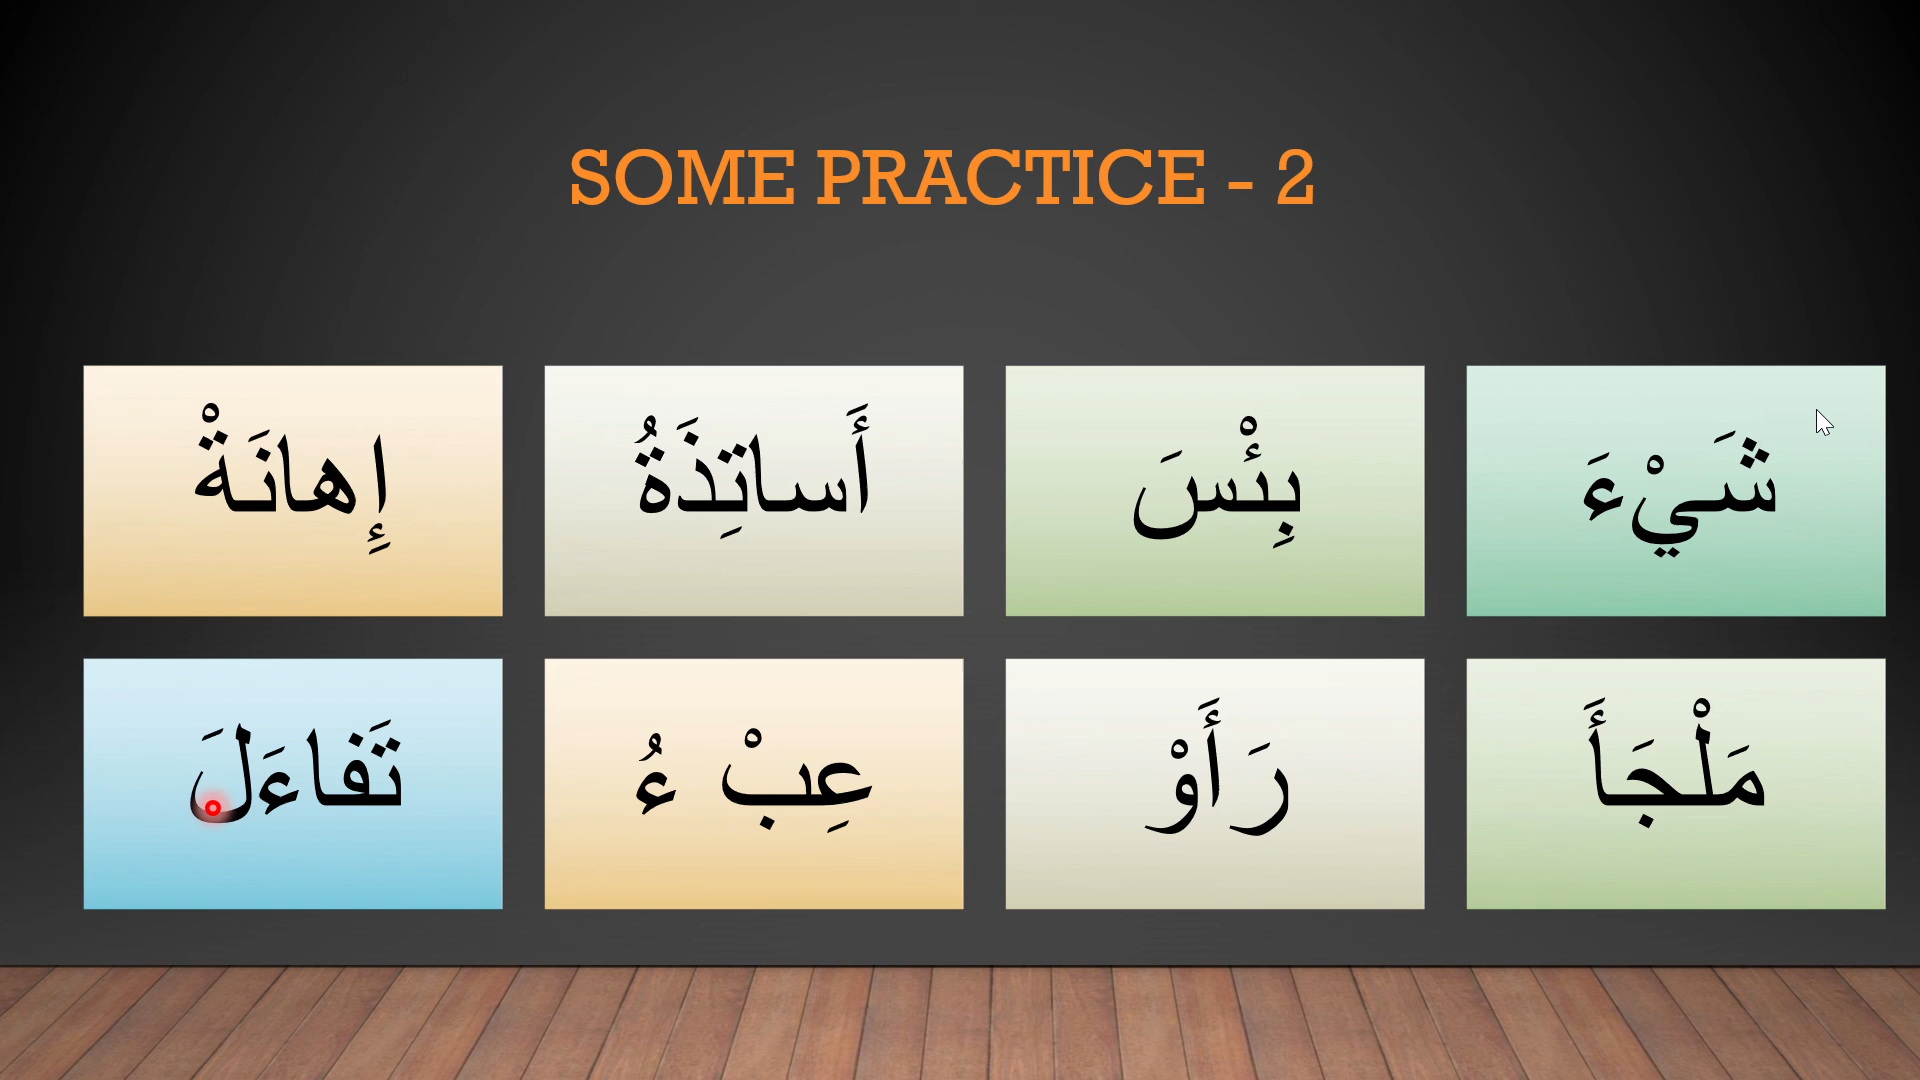 SOME PRACTICE - 2
شَيْءَ بِئْسَ أَساتِذَةُ إِهانَةْ
مَلْجَأَ رَأَوْ عِبْ ءُ تَفاءَلَ